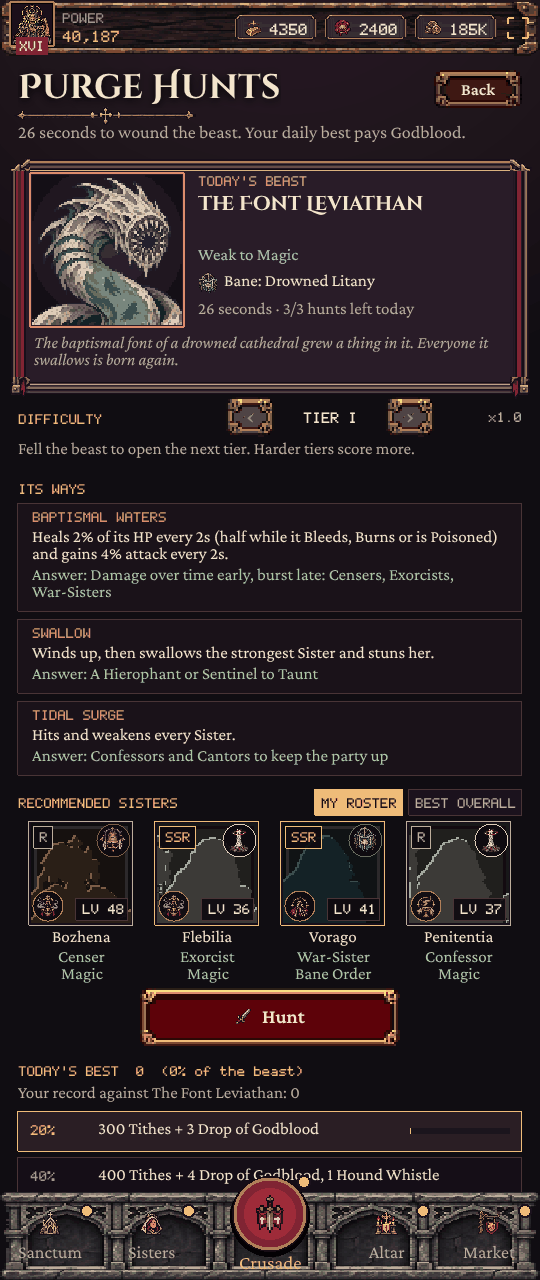 POWER
40,187
XVI
4350
2400
185K
PURGE HUNTS
Back
26 seconds to wound the beast. Your daily best pays Godblood.
TODAY'S BEAST
THE FONT LEVIATHAN
Weak to Magic
Bane: Drowned Litany
26 seconds · 3/3 hunts left today
The baptismal font of a drowned cathedral grew a thing in it. Everyone it
swallows is born again.
DIFFICULTY
‹
TIER I
›
×1.0
Fell the beast to open the next tier. Harder tiers score more.
ITS WAYS
BAPTISMAL WATERS
Heals 2% of its HP every 2s (half while it Bleeds, Burns or is Poisoned)
and gains 4% attack every 2s.
Answer: Damage over time early, burst late: Censers, Exorcists,
War-Sisters
SWALLOW
Winds up, then swallows the strongest Sister and stuns her.
Answer: A Hierophant or Sentinel to Taunt
TIDAL SURGE
Hits and weakens every Sister.
Answer: Confessors and Cantors to keep the party up
RECOMMENDED SISTERS
MY ROSTER
BEST OVERALL
R
LV 48
Bozhena
Censer
Magic
SSR
LV 36
Flebilia
Exorcist
Magic
SSR
LV 41
Vorago
War-Sister
Bane Order
R
LV 37
Penitentia
Confessor
Magic
Hunt
TODAY'S BEST 0 (0% of the beast)
Your record against The Font Leviathan: 0
20%
300 Tithes + 3 Drop of Godblood
40%
400 Tithes + 4 Drop of Godblood, 1 Hound Whistle
Sanctum
Sisters
Crusade
Altar
Market